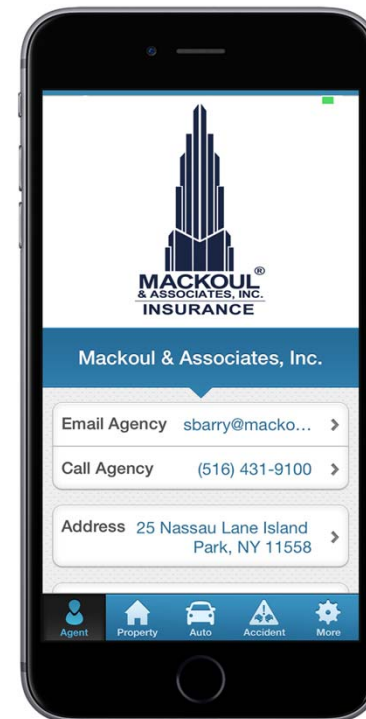 MACKOUL®
& ASSOCIATES, INC.
INSURANCE
Mackoul & Associates, Inc.
Email Agency sbarry@macko...
Call Agency (516) 431-9100
Address 25 Nassau Lane Island
Park, NY 11558
Agent Property Auto Accident More